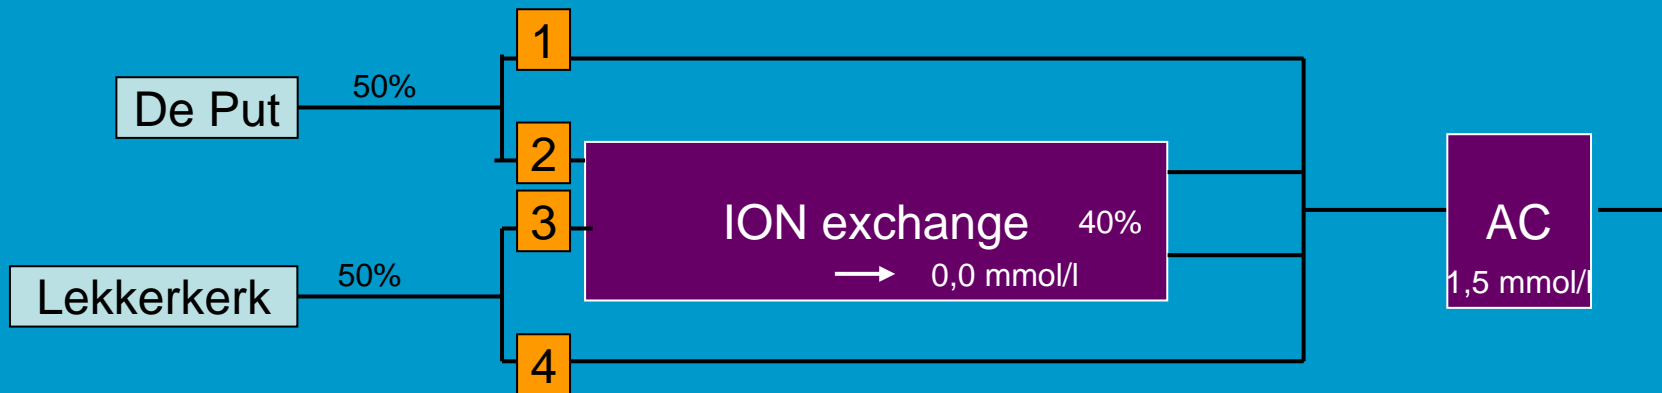 1
50%
De Put
2
3
ION exchange 40%
0,0 mmol/l
AC
1,5 mmol/l
50%
Lekkerkerk
4